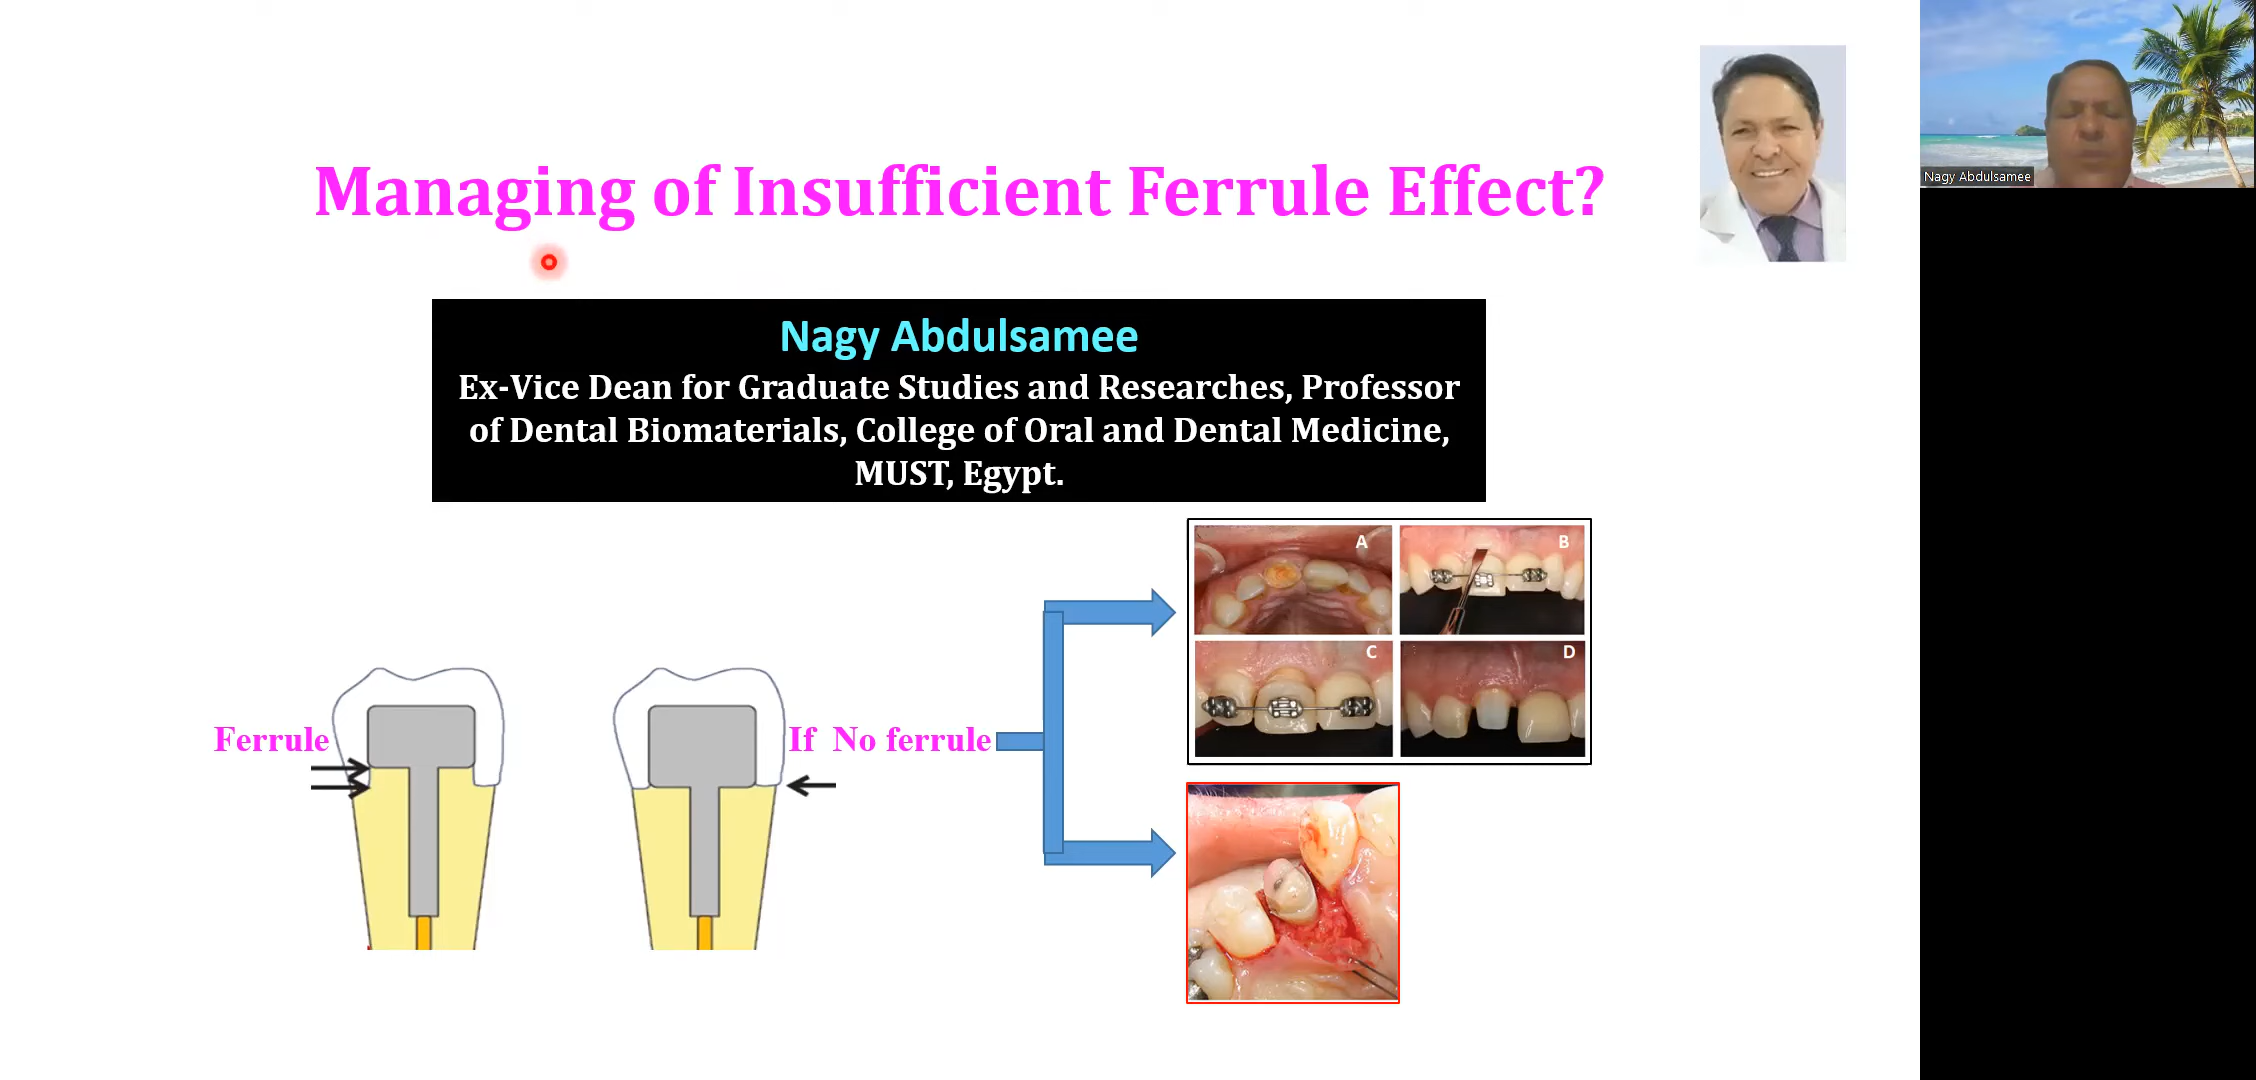 Managing of Insufficient Ferrule Effect?
Nagy Abdulsamee
Nagy Abdulsamee
Ex-Vice Dean for Graduate Studies and Researches, Professor
of Dental Biomaterials, College of Oral and Dental Medicine,
MUST, Egypt.
A
B
C
D
Ferrule
If No ferrule